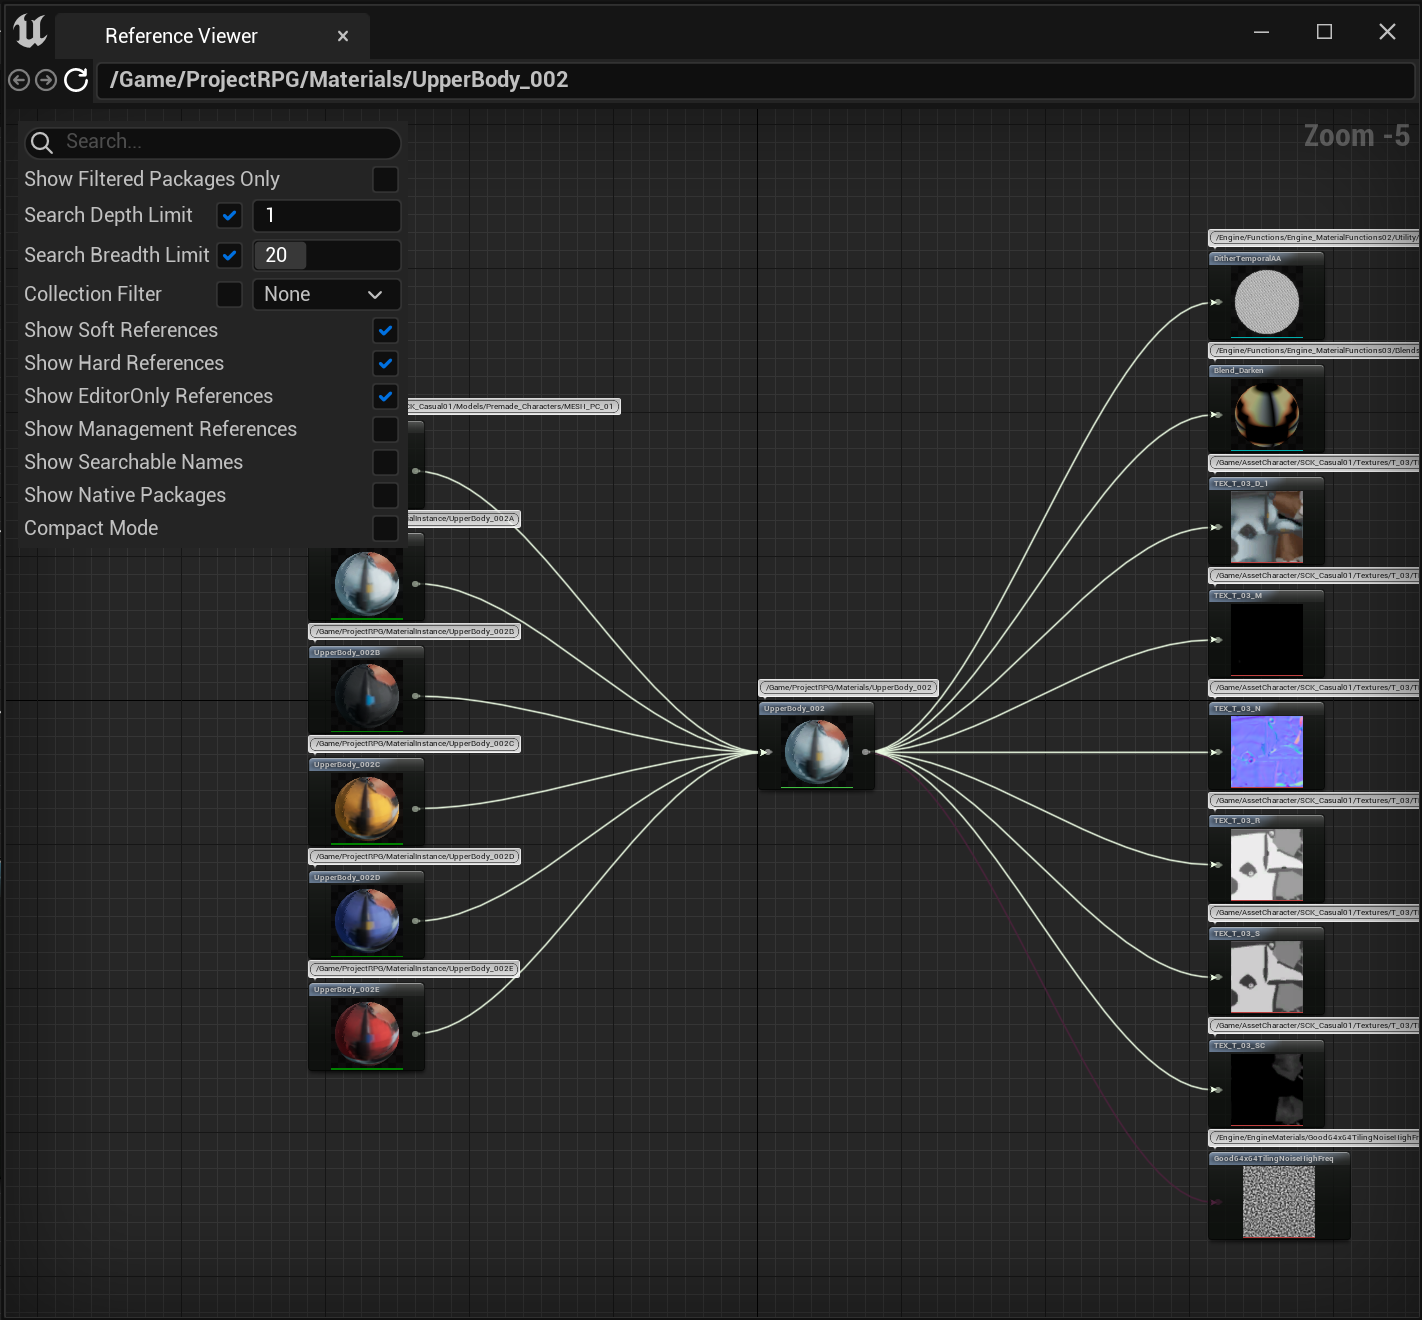 Reference Viewer
/Game/ProjectRPG/Materials/UpperBody_002
Zoom -5
Search...
Show Filtered Packages Only
Search Depth Limit 1
Search Breadth Limit 20
Collection Filter None
Show Soft References
Show Hard References
Show EditorOnly References
Show Management References
Show Searchable Names
Show Native Packages
Compact Mode
CK_Casual01/Models/Premade_Characters/MESH_PC_01
ialInstance/UpperBody_002A
/Game/ProjectRPG/MaterialInstance/UpperBody_002B
UpperBody_002B
/Game/ProjectRPG/MaterialInstance/UpperBody_002C
UpperBody_002C
/Game/ProjectRPG/MaterialInstance/UpperBody_002D
UpperBody_002D
/Game/ProjectRPG/MaterialInstance/UpperBody_002E
UpperBody_002E
/Game/ProjectRPG/Materials/UpperBody_002
UpperBody_002
/Engine/Functions/Engine_MaterialFunctions02/Utility/
DitherTemporalAA
/Engine/Functions/Engine_MaterialFunctions03/Blends
Blend_Darken
/Game/AssetCharacter/SCK_Casual01/Textures/T_03/T
TEX_T_03_D_1
/Game/AssetCharacter/SCK_Casual01/Textures/T_03/T
TEX_T_03_M
/Game/AssetCharacter/SCK_Casual01/Textures/T_03/T
TEX_T_03_N
/Game/AssetCharacter/SCK_Casual01/Textures/T_03/T
TEX_T_03_R
/Game/AssetCharacter/SCK_Casual01/Textures/T_03/T
TEX_T_03_S
/Game/AssetCharacter/SCK_Casual01/Textures/T_03/T
TEX_T_03_SC
/Engine/EngineMaterials/Good64x64TilingNoiseHighFr
Good64x64TilingNoiseHighFreq